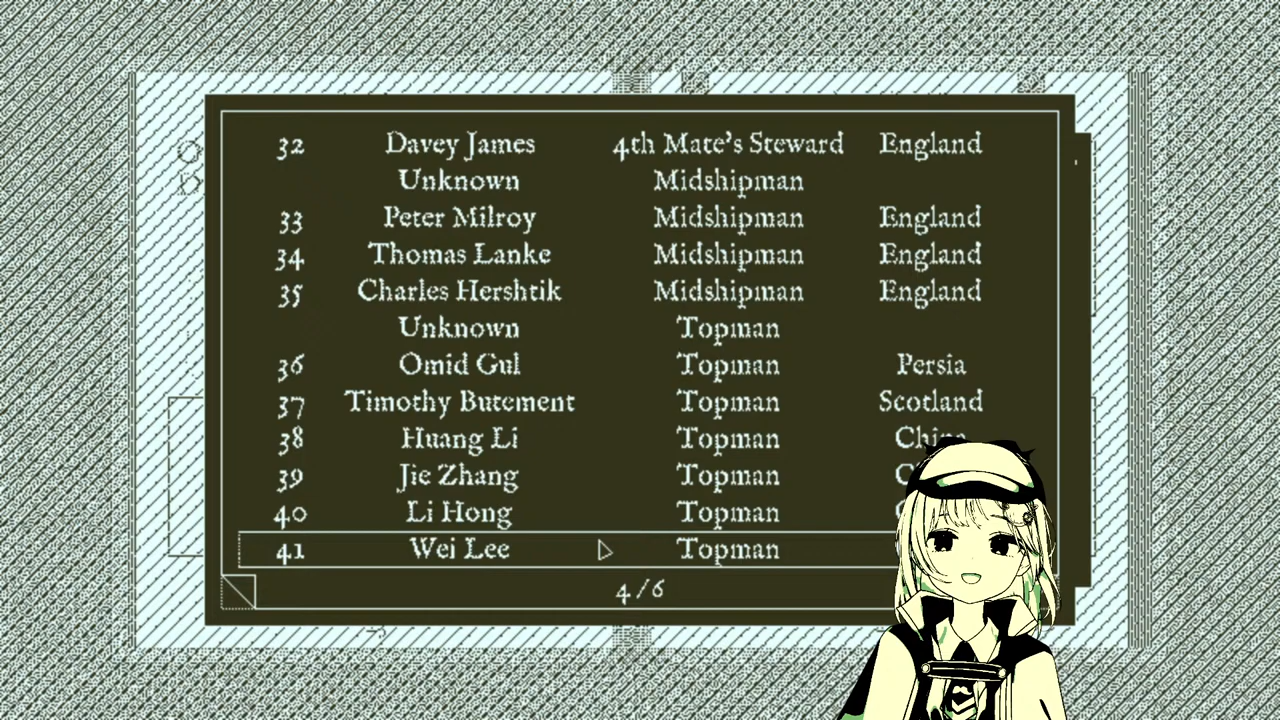 32 Davey James 4th Mate's Steward England
Unknown Midshipman
33 Peter Milroy Midshipman England
34 Thomas Lanke Midshipman England
35 Charles Hershtik Midshipman England
Unknown Topman
36 Omid Gul Topman Persia
37 Timothy Butement Topman Scotland
38 Huang Li Topman China
39 Jie Zhang Topman
40 Li Hong Topman
41 Wei Lee Topman
4/6